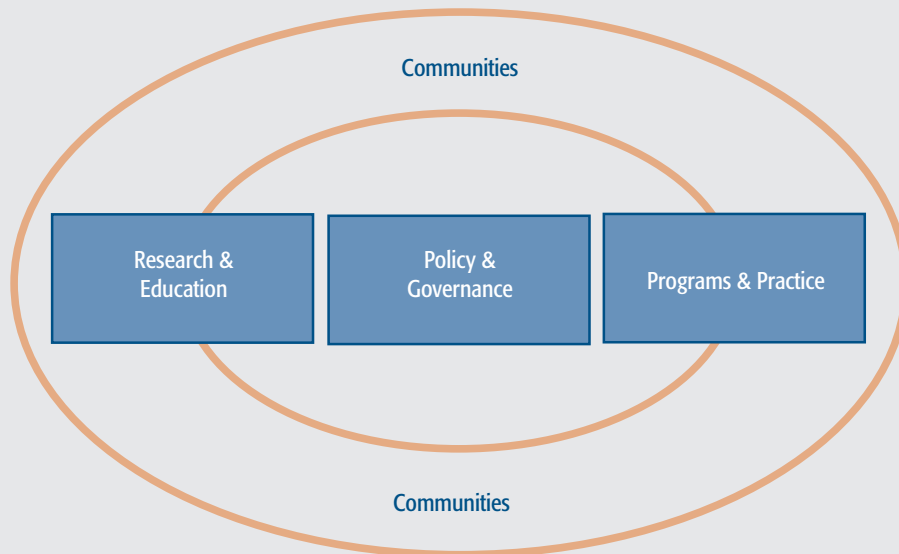 Communities
Research &
Education
Policy &
Governance
Programs & Practice
Communities